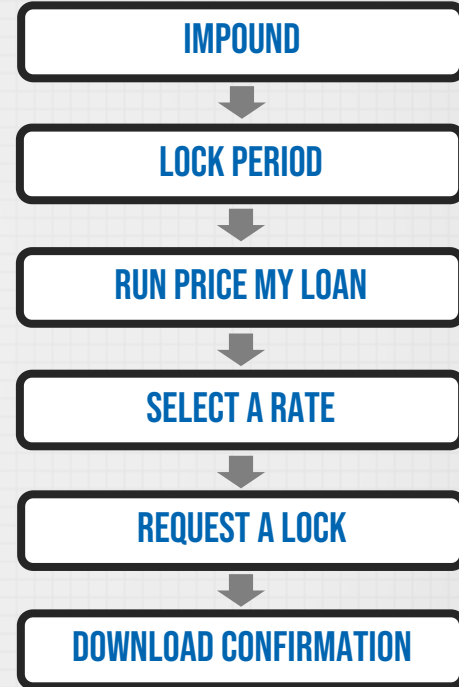 IMPOUND
LOCK PERIOD
RUN PRICE MY LOAN
SELECT A RATE
REQUEST A LOCK
DOWNLOAD CONFIRMATION